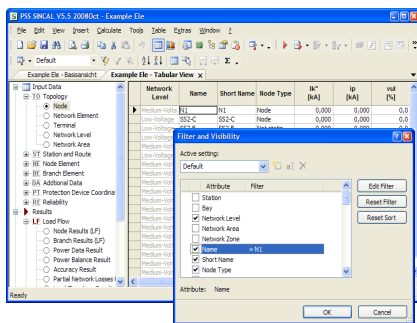 PSS SINCAL V5.5 20080ct - Example Ele
File Edit View Insert Calculate Tools Table Extras Window ?
Default
Example Ele - Basisansicht Example Ele - Tabular View x
Input Data
TO Topology
Node
Network Element
Terminal
Network Level
Network Area
ST Station and Route
NE Node Element
BE Branch Element
DA Additional Data
PT Protection Device Coordinat
RE Reliability
Results
LF Load Flow
Node Results (LF)
Branch Results (LF)
Power Data Result
Power Balance Result
Accuracy Result
Partial Network Losses
Ready
Network Level Name Short Name Node Type Ik" [kA] ip [kA] vul [%]
Medium-Volta N1 N1 Node 0,000 0,000 0,0
Low-Voltage SS2-C SS2-C Node 0,000 0,000 0,0
Filter and Visibility
Active setting:
Default
Attribute Filter
Station
Bay
Network Level
Network Area
Network Zone
Name = N1
Short Name
Node Type
Edit Filter
Reset Filter
Reset Sort
Attribute: Name
OK Cancel